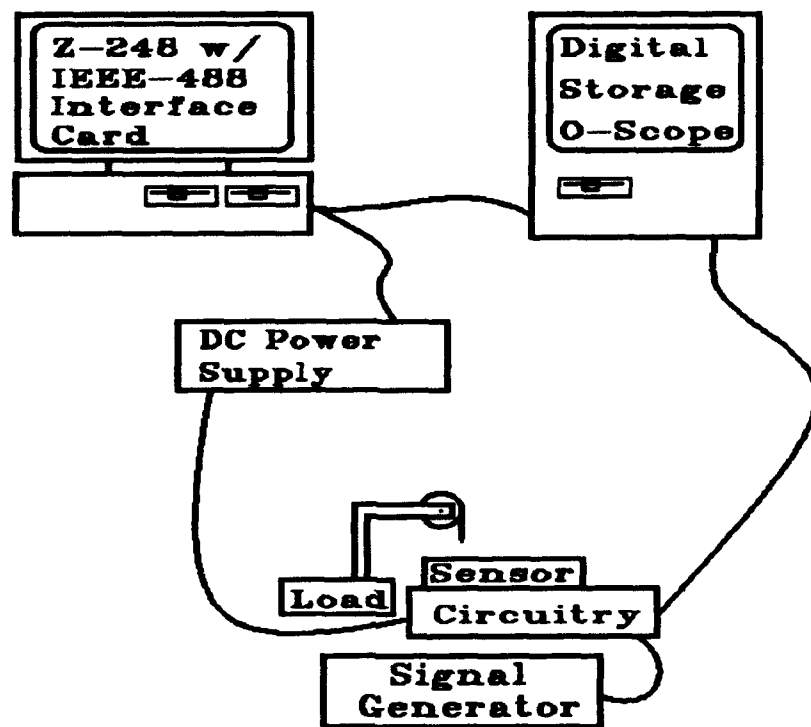 Z-248 w/
IEEE-488
Interface
Card
Digital
Storage
O-Scope
DC Power
Supply
Sensor
Load
Circuitry
Signal
Generator